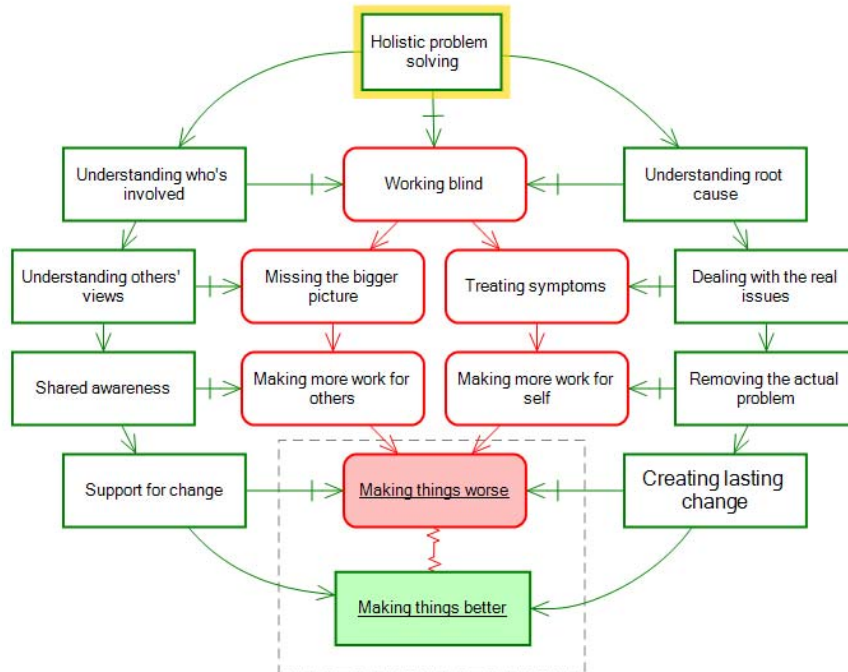 Holistic problem
solving
Understanding who's
involved
Working blind
Understanding root
cause
Understanding others'
views
Missing the bigger
picture
Treating symptoms
Dealing with the real
issues
Shared awareness
Making more work for
others
Making more work for
self
Removing the actual
problem
Support for change
Making things worse
Creating lasting
change
Making things better